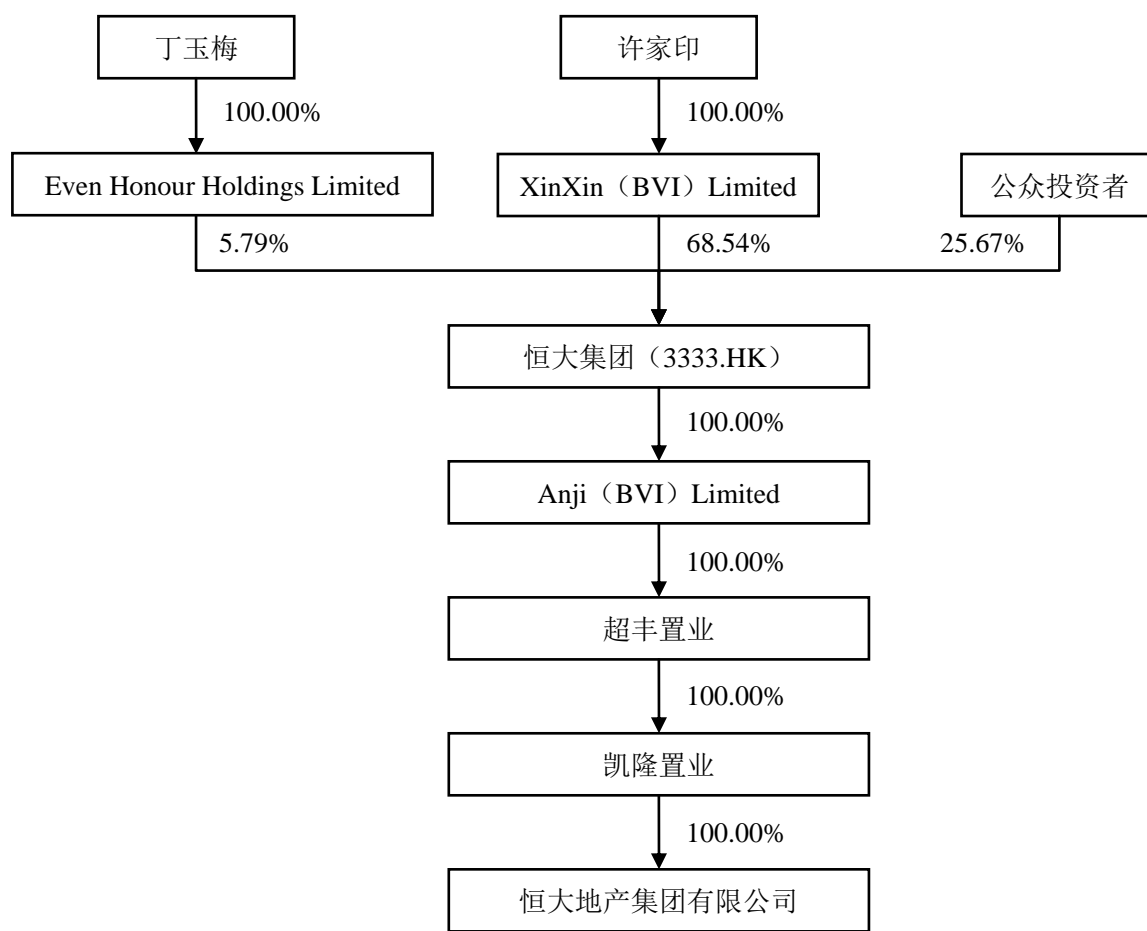 丁玉梅
许家印
100.00%
100.00%
Even Honour Holdings Limited
XinXin（BVI）Limited
公众投资者
5.79%
68.54%
25.67%
恒大集团（3333.HK）
100.00%
Anji（BVI）Limited
100.00%
超丰置业
100.00%
凯隆置业
100.00%
恒大地产集团有限公司